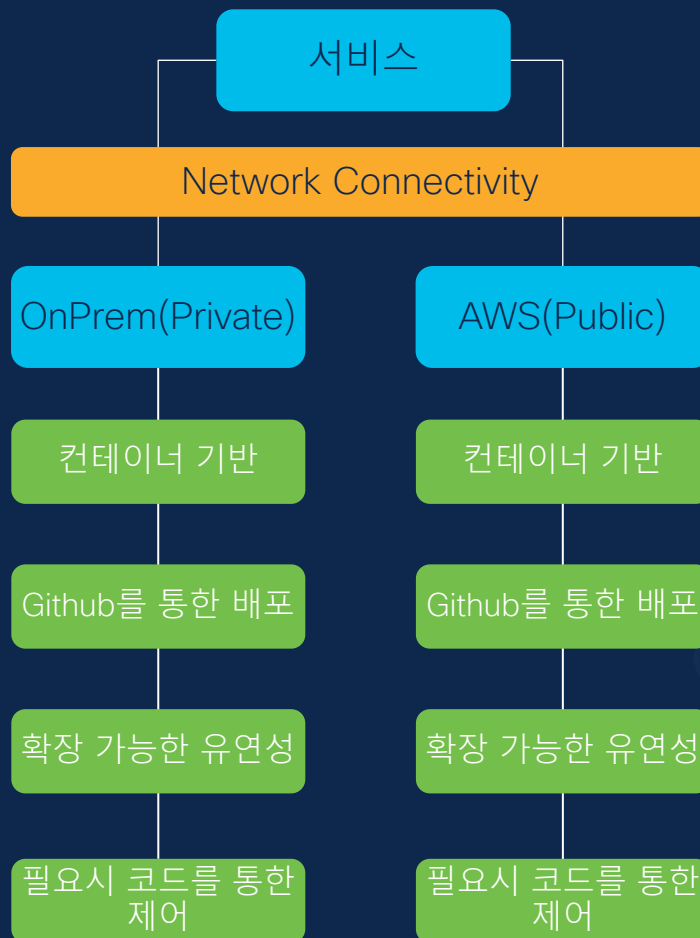 서비스
Network Connectivity
OnPrem(Private)
AWS(Public)
컨테이너 기반
컨테이너 기반
Github를 통한 배포
Github를 통한 배포
확장 가능한 유연성
확장 가능한 유연성
필요시 코드를 통한
제어
필요시 코드를 통한
제어